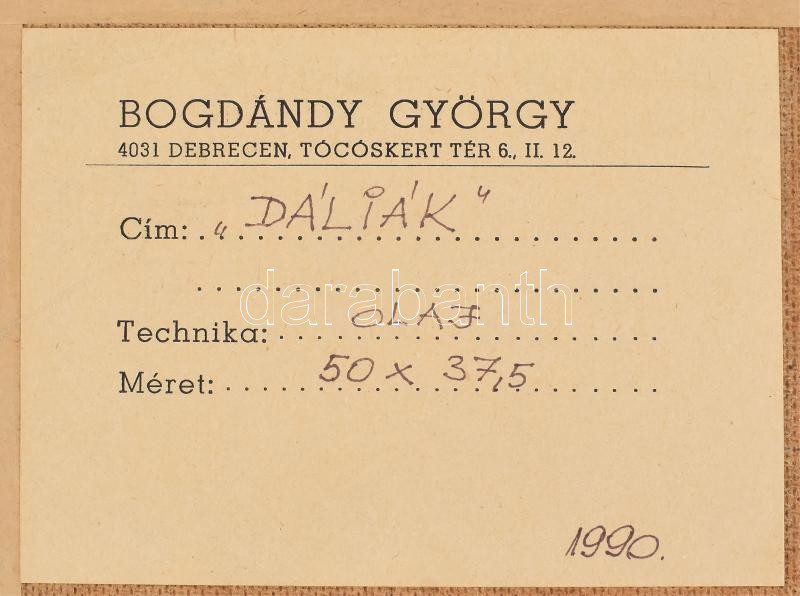 BOGDÁNDY GYÖRGY
4031 DEBRECEN, TÓCÓSKERT TÉR 6., II. 12.
Cím: „DÁLIÁK"
darabanth
Technika: OLAJ
Méret: 50 x 37,5
1990.